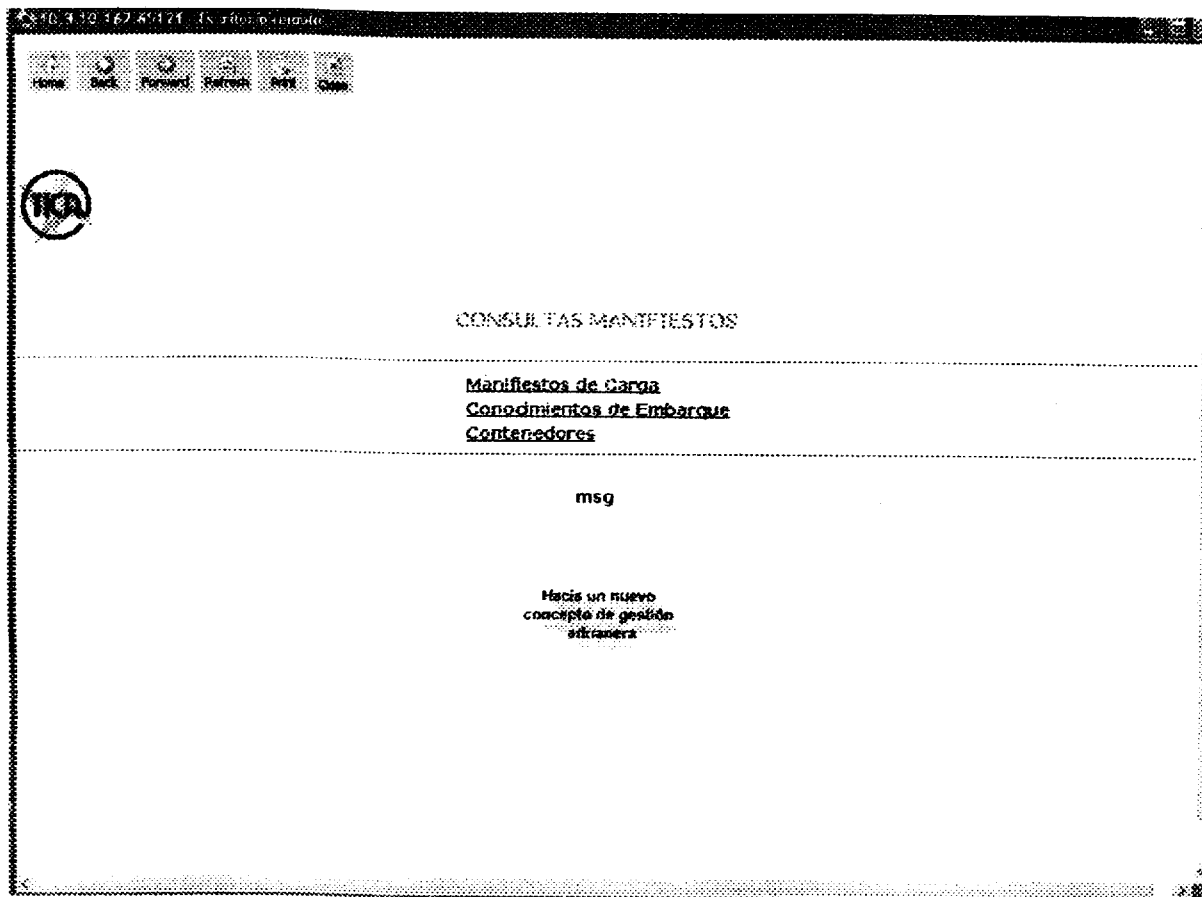 Home Back Forward Refresh Print Close
TICA
CONSULTAS MANIFIESTOS
Manifiestos de Carga
Conocimientos de Embarque
Contenedores
msg
Hacia un nuevo
concepto de gestión
aduanera